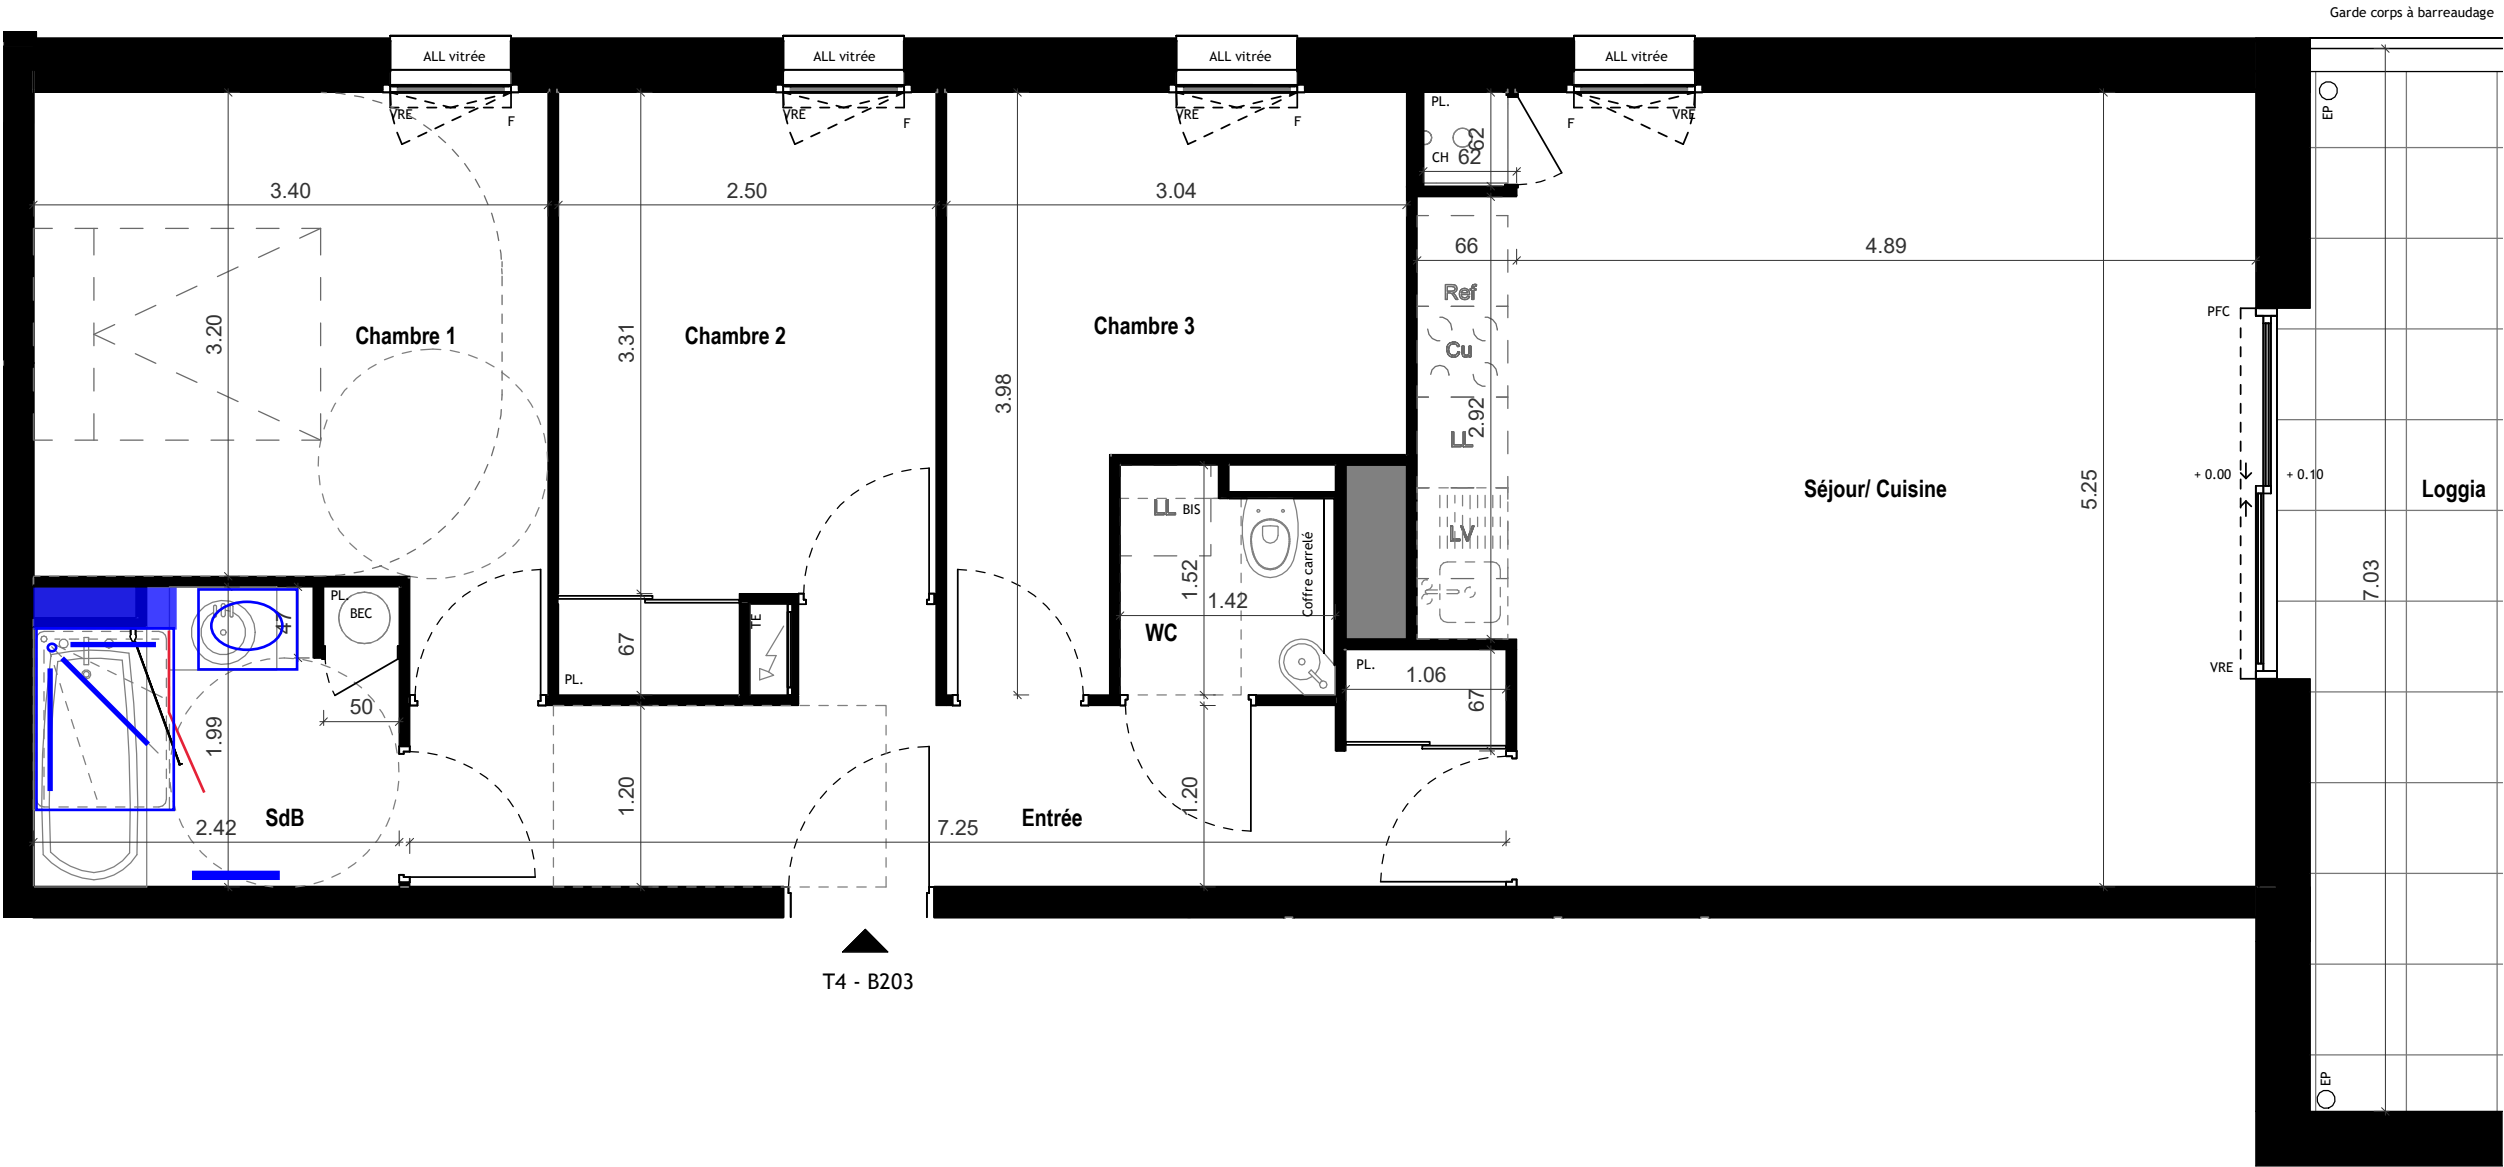 Garde corps à barreaudage
ALL vitrée
ALL vitrée
ALL vitrée
ALL vitrée
VRE
F
VRE
F
VRE
F
F
VRE
PL.
62
CH
62
EP
3.40
2.50
3.04
66
4.89
Ref
PFC
3.20
Chambre 1
3.31
Chambre 2
3.98
Chambre 3
Cu
2.92
LL
+ 0.00
+ 0.10
Séjour/ Cuisine
5.25
Loggia
LL
BIS
LV
Coffre carrelé
1.52
1.42
7.03
PL.
BEC
47
TE
WC
67
PL.
PL.
1.06
67
VRE
50
1.99
1.20
1.20
SdB
2.42
7.25
Entrée
T4 - B203
EP